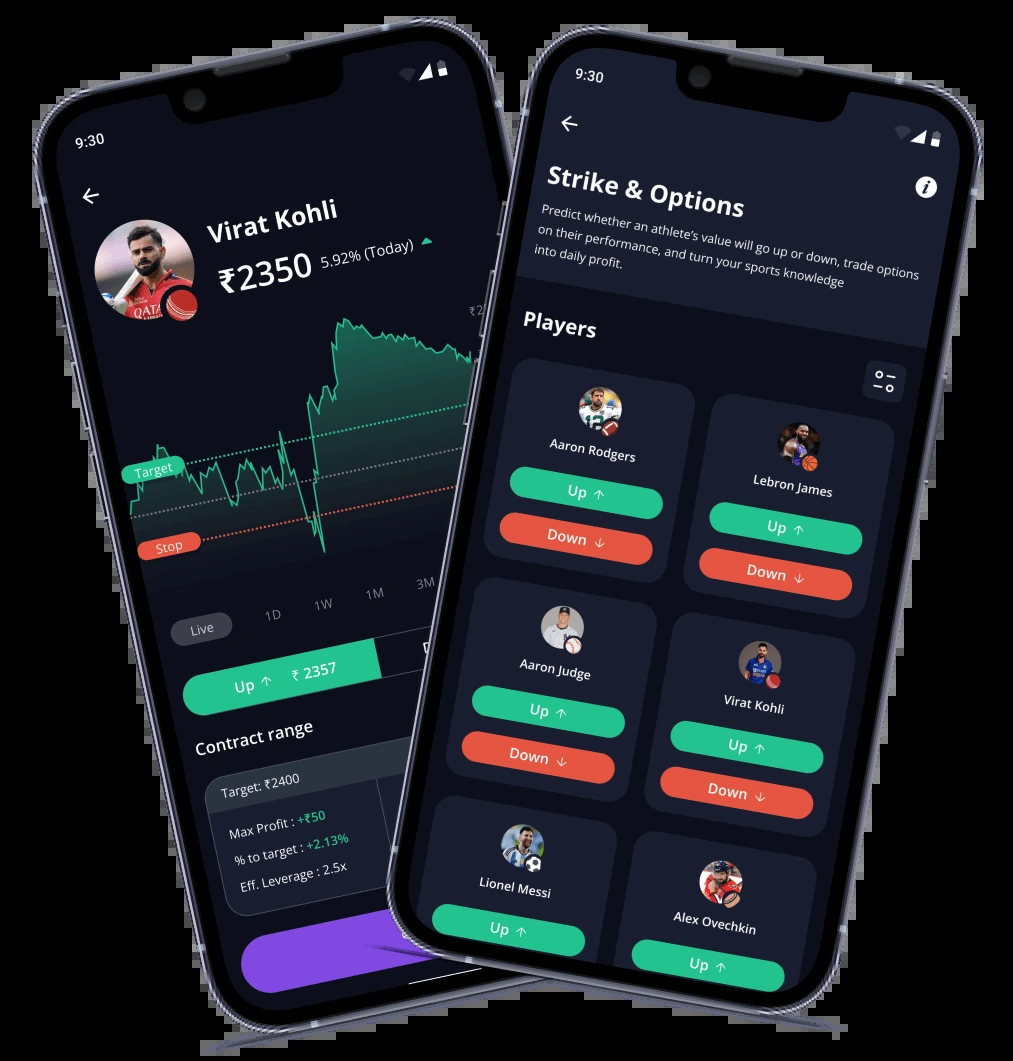 9:30
Virat Kohli
₹2350 5.92% (Today)
Target
Stop
Live 1D 1W 1M 3M
Up ↑ ₹ 2357
Contract range
Target: ₹2400
Max Profit : +₹50
% to target : +2.13%
Eff. Leverage : 2.5x
9:30
Strike & Options
Predict whether an athlete's value will go up or down, trade options
on their performance, and turn your sports knowledge
into daily profit.
Players
Aaron Rodgers
Up ↑
Down ↓
Lebron James
Up ↑
Down ↓
Aaron Judge
Up ↑
Down ↓
Virat Kohli
Up ↑
Down ↓
Lionel Messi
Up ↑
Alex Ovechkin
Up ↑